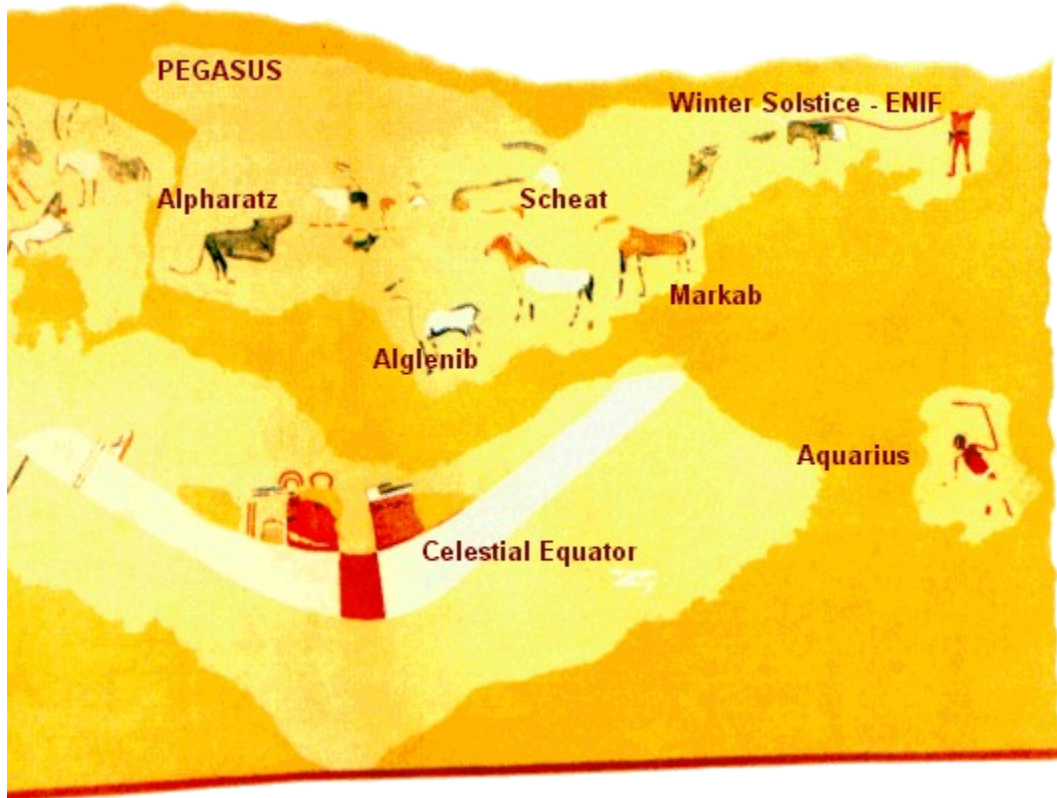 PEGASUS
Winter Solstice - ENIF
Alpharatz
Scheat
Markab
Alglenib
Aquarius
Celestial Equator